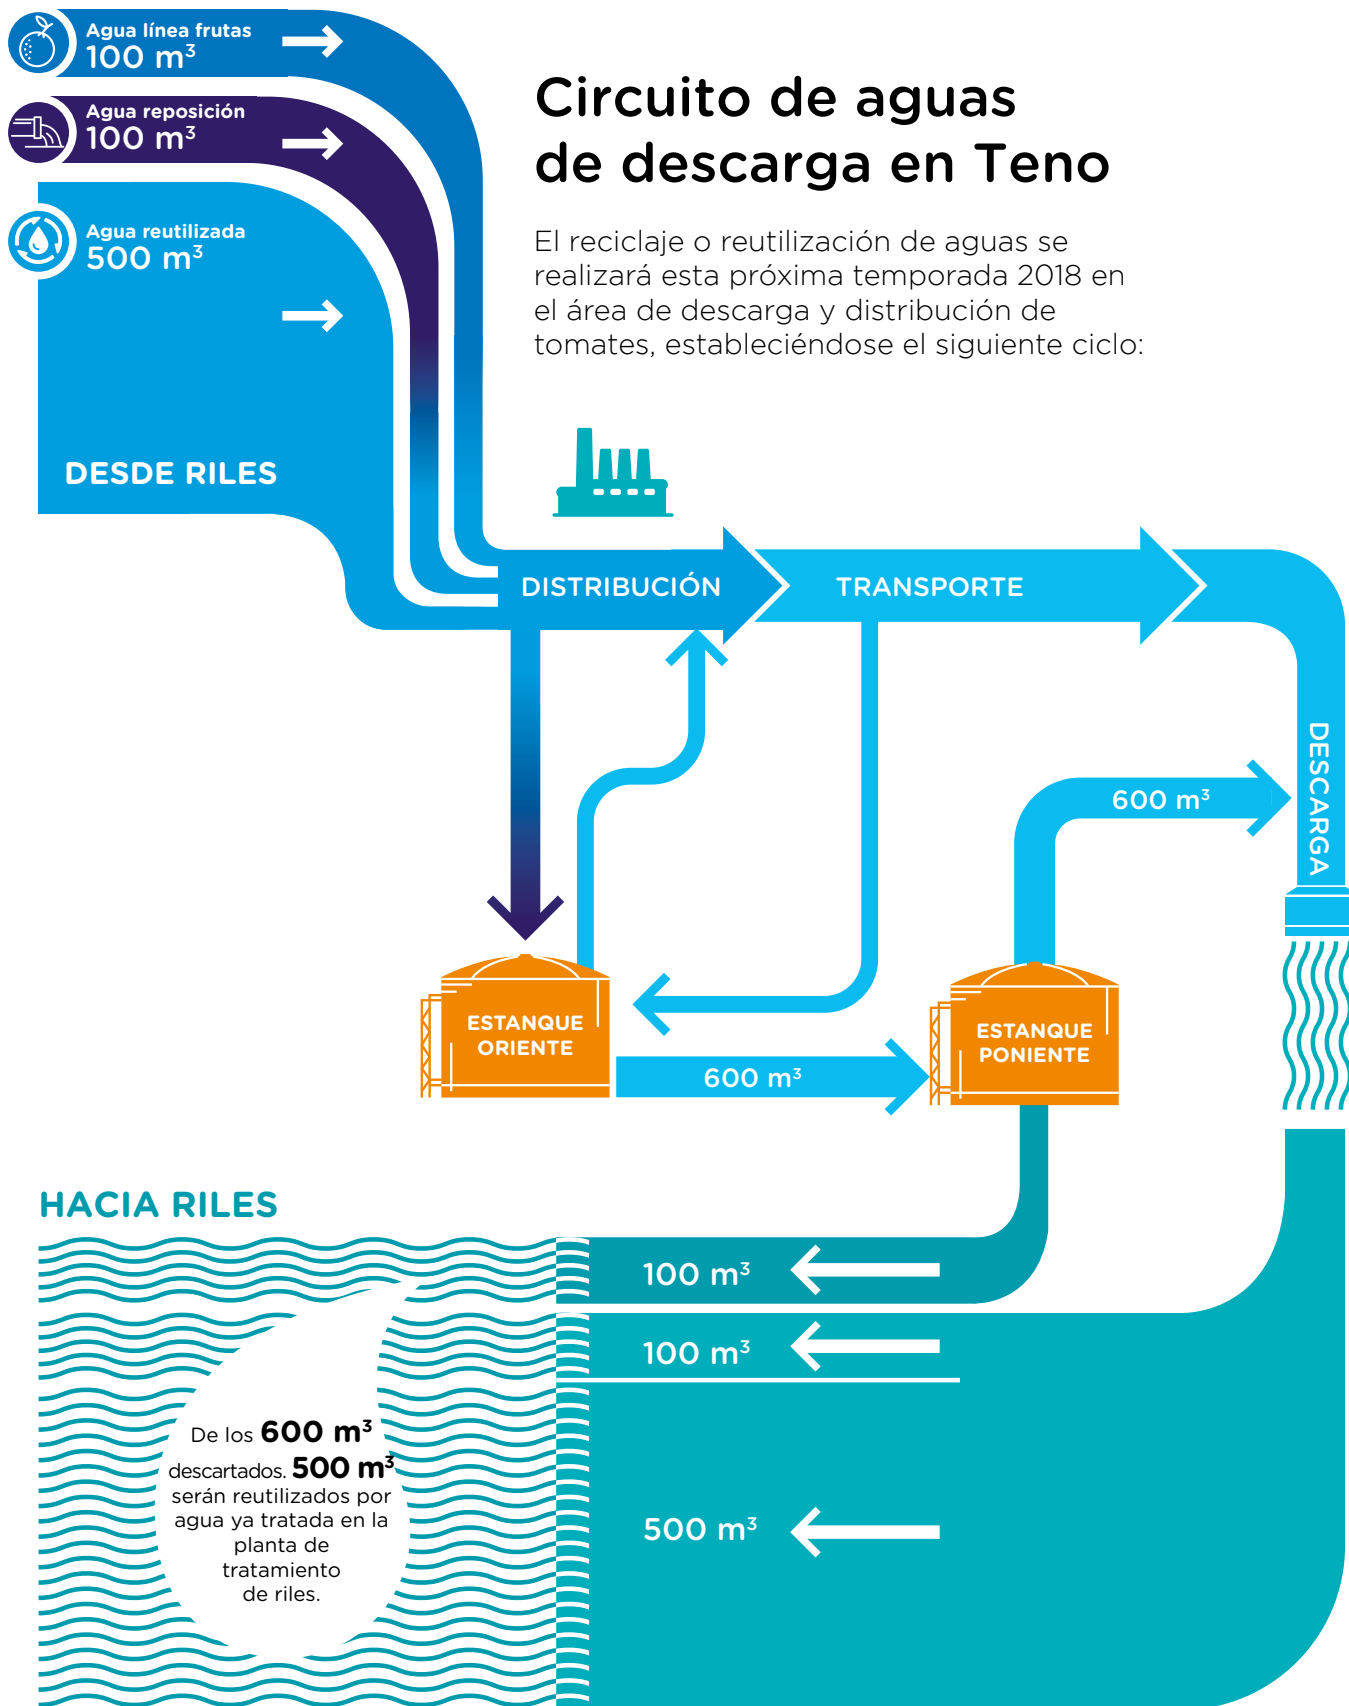 Agua línea frutas
100 m³
Agua reposición
100 m³
Agua reutilizada
500 m³
DESDE RILES
Circuito de aguas
de descarga en Teno
El reciclaje o reutilización de aguas se
realizará esta próxima temporada 2018 en
el área de descarga y distribución de
tomates, estableciéndose el siguiente ciclo:
DISTRIBUCIÓN
TRANSPORTE
DESCARGA
600 m³
ESTANQUE
ORIENTE
600 m³
ESTANQUE
PONIENTE
HACIA RILES
100 m³
100 m³
500 m³
De los 600 m³
descartados. 500 m³
serán reutilizados por
agua ya tratada en la
planta de
tratamiento
de riles.